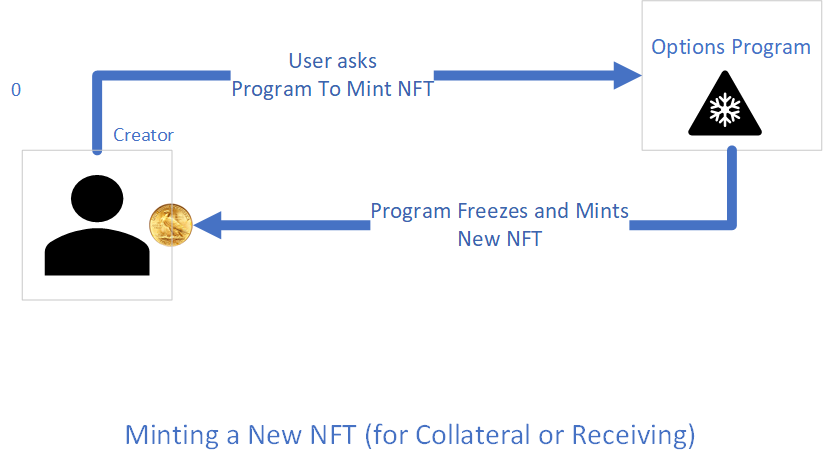 User asks
Program To Mint NFT
Options Program
0
Creator
Program Freezes and Mints
New NFT
Minting a New NFT (for Collateral or Receiving)